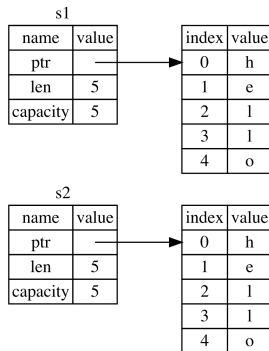 s1
name value
ptr
len 5
capacity 5
index value
0 h
1 e
2 l
3 l
4 o
s2
name value
ptr
len 5
capacity 5
index value
0 h
1 e
2 l
3 l
4 o